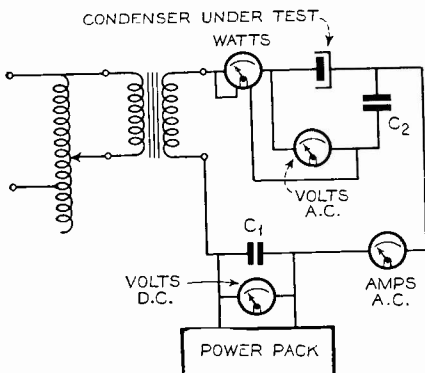 CONDENSER UNDER TEST
WATTS
C2
VOLTS
A.C.
C1
VOLTS
D.C.
AMPS
A.C.
POWER PACK